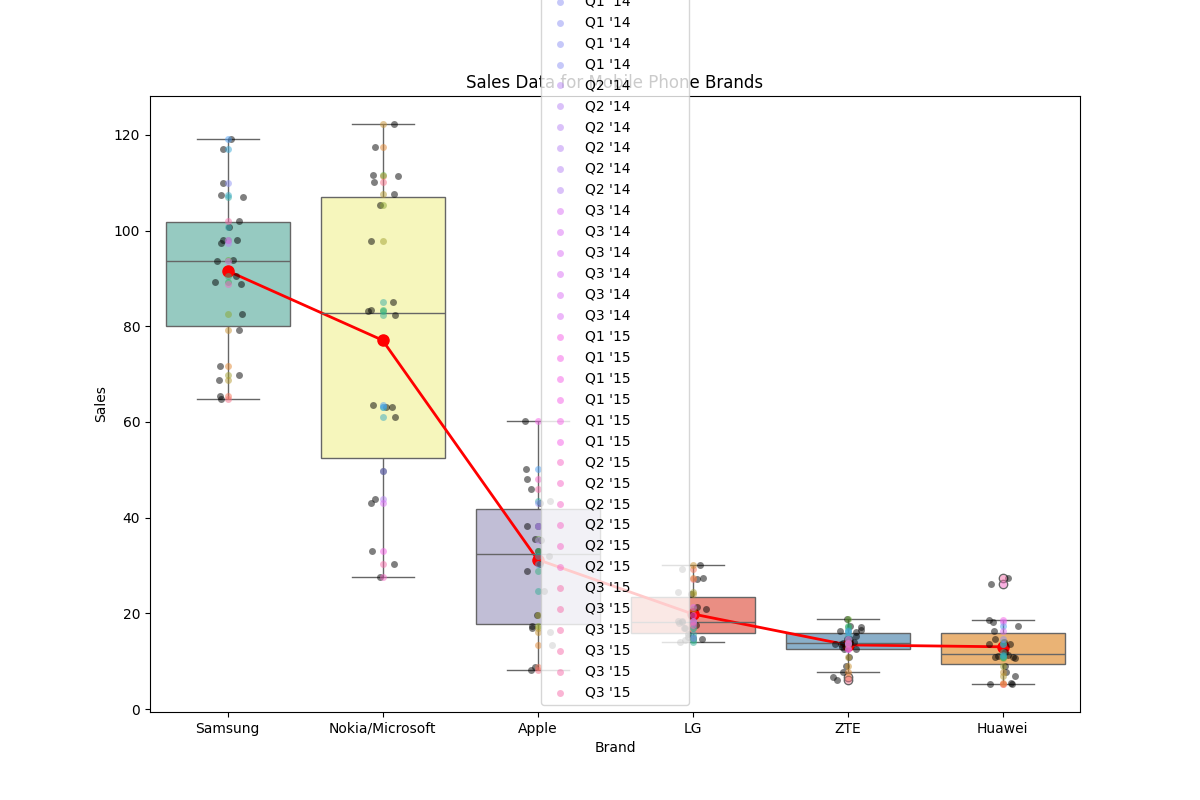 Q1 '14
Q1 '14
Q1 '14
Q1 '14
Sales Data for Mobile Phone Brands
Q2 '14
Q2 '14
Q2 '14
Q2 '14
Q2 '14
Q2 '14
Q3 '14
Q3 '14
Q3 '14
Q3 '14
Q3 '14
Q3 '14
Q1 '15
Q1 '15
Q1 '15
Q1 '15
Q1 '15
Q1 '15
Q2 '15
Q2 '15
Q2 '15
Q2 '15
Q2 '15
Q2 '15
Q3 '15
Q3 '15
Q3 '15
Q3 '15
Q3 '15
Q3 '15
120
100
80
60
40
20
0
Sales
Samsung
Nokia/Microsoft
Apple
LG
ZTE
Huawei
Brand